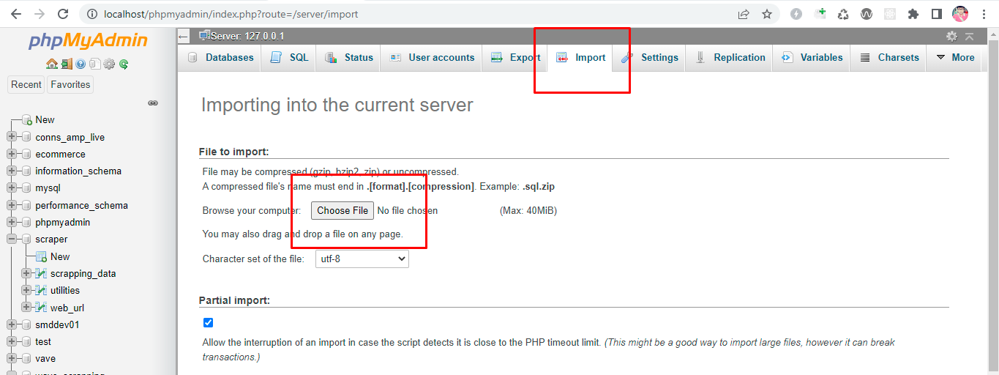 localhost/phpmyadmin/index.php?route=/server/import
phpMyAdmin
Recent Favorites
New
conns_amp_live
ecommerce
information_schema
mysql
performance_schema
phpmyadmin
scraper
New
scrapping_data
utilities
web_url
smddev01
test
vave
Server: 127.0.0.1
Databases SQL Status User accounts Export Import Settings Replication Variables Charsets More
Importing into the current server
File to import:
File may be compressed (gzip, bzip2, zip) or uncompressed.
A compressed file's name must end in .[format].[compression]. Example: .sql.zip
Browse your computer: Choose File No file chosen (Max: 40MiB)
You may also drag and drop a file on any page.
Character set of the file: utf-8
Partial import:
Allow the interruption of an import in case the script detects it is close to the PHP timeout limit. (This might be a good way to import large files, however it can break
transactions.)